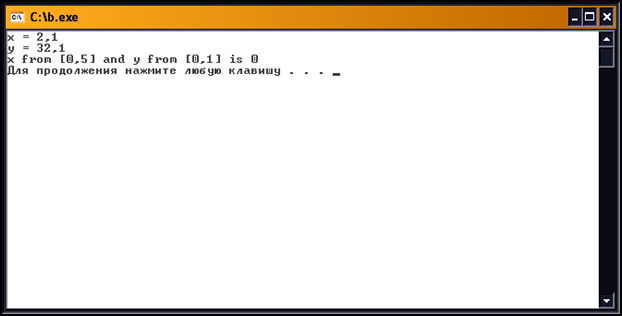 C:\b.exe
x = 2,1
y = 32,1
x from [0,5] and y from [0,1] is 0
Для продолжения нажмите любую клавишу . . . _